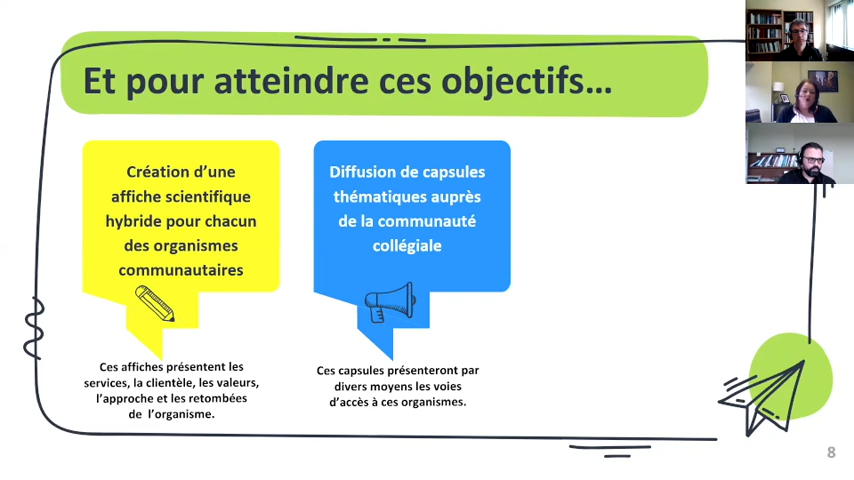 Et pour atteindre ces objectifs…
Création d’une
affiche scientifique
hybride pour chacun
des organismes
communautaires
Ces affiches présentent les
services, la clientèle, les valeurs,
l’approche et les retombées
de l’organisme.
Diffusion de capsules
thématiques auprès
de la communauté
collégiale
Ces capsules présenteront par
divers moyens les voies
d’accès à ces organismes.
8